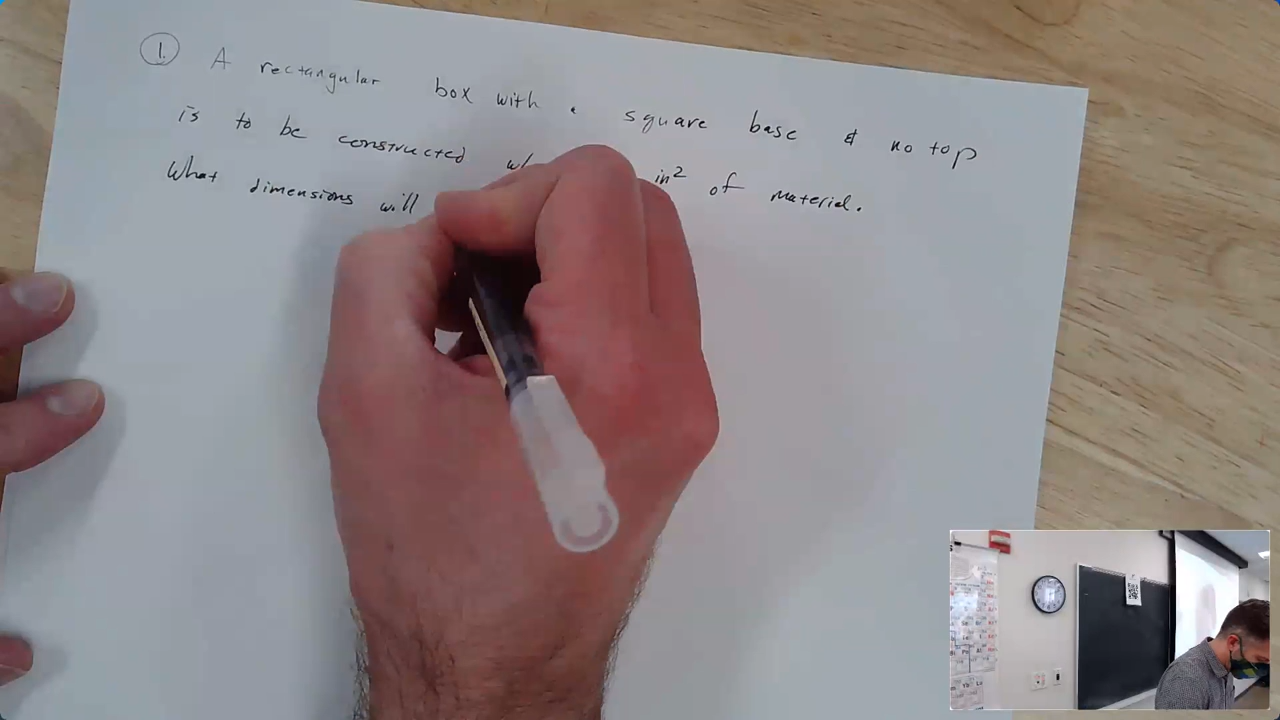 ① A rectangular box with a square base & no top
is to be constructed in² of material.
What dimensions will